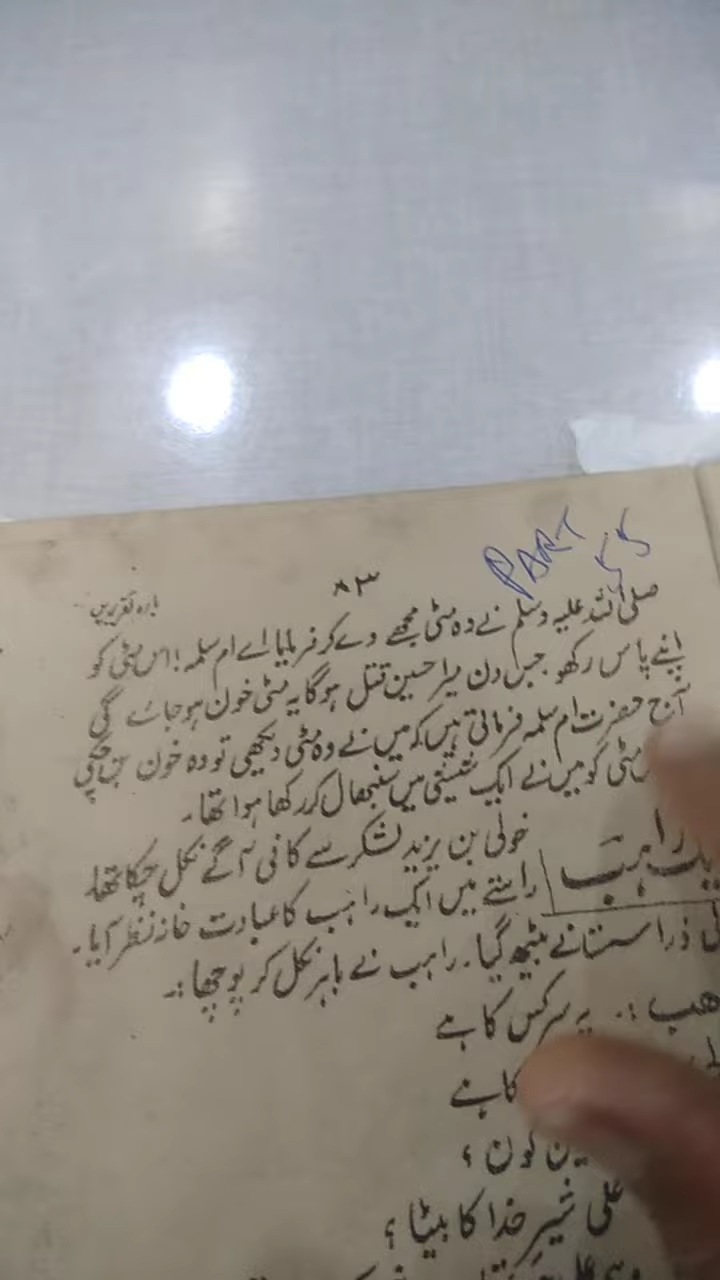 PART 55
بارہ تقریریں
۸۳
صلی اللہ علیہ وسلم نے وہ مٹی مجھے دے کر فرمایا اے ام سلمہ! اس مٹی کو
اپنے پاس رکھو جس دن میرا حسین قتل ہوگا یہ مٹی خون ہو جائے گی
آج حضرت ام سلمہ فرماتی ہیں کہ میں نے وہ مٹی دیکھی تو وہ خون بن چکی
مٹی کو میں نے ایک شیشی میں سنبھال کر رکھا ہوا تھا۔
راہب
خولی بن یزید لشکر سے کافی آگے نکل چکا تھا۔
راستے میں ایک راہب کا عبادت خانہ نظر آیا۔
ذرا سستانے بیٹھ گیا۔ راہب نے باہر نکل کر پوچھا :۔
یہ سر کس کا ہے
کا ہے
کون ؟
علی شیر خدا کا بیٹا ؟